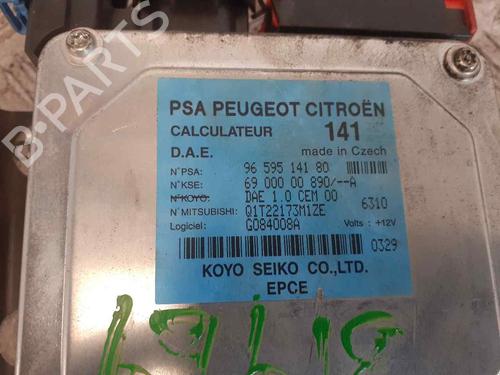 B-PARTS
PSA PEUGEOT CITROËN
CALCULATEUR 141
D.A.E. made in Czech
N°PSA: 96 595 141 80
N°KSE: 69 000 00 890/--A
N°KOYO: DAE 1.0 CEM 00
N°MITSUBISHI: Q1T22173M1ZE 6310
Logiciel: G084008A Volts : +12V
0329
KOYO SEIKO CO.,LTD.
EPCE